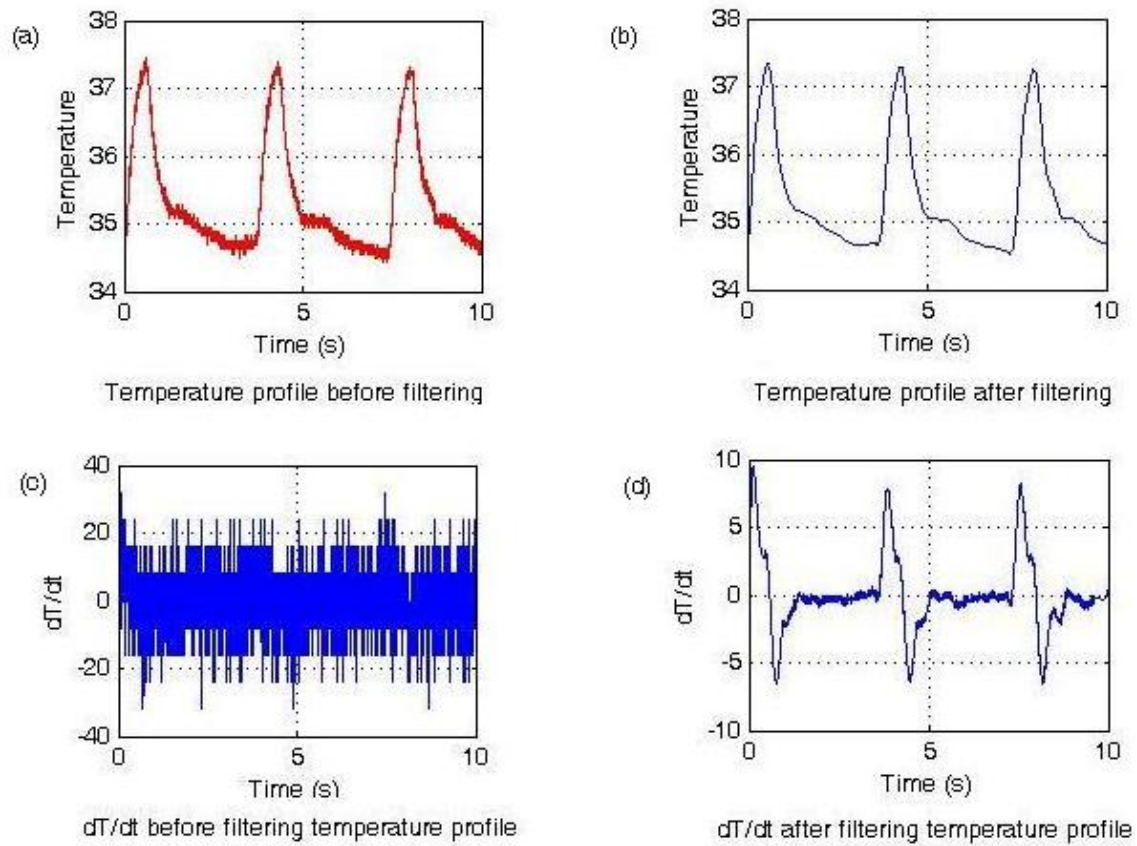 (a)
38
37
36
35
34
Temperature
0 5 10
Time (s)
Temperature profile before filtering
(b)
38
37
36
35
34
Temperature
0 5 10
Time (s)
Temperature profile after filtering
(c)
40
20
0
-20
-40
dT/dt
0 5 10
Time (s)
dT/dt before filtering temperature profile
(d)
10
5
0
-5
-10
dT/dt
0 5 10
Time (s)
dT/dt after filtering temperature profile